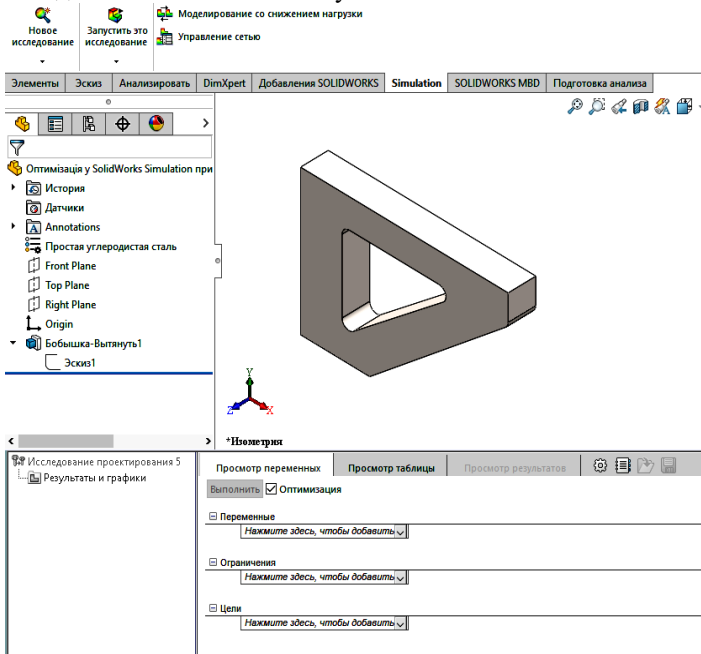 Новое исследование
Запустить это исследование
Моделирование со снижением нагрузки
Управление сетью
Элементы Эскиз Анализировать DimXpert Добавления SOLIDWORKS Simulation SOLIDWORKS MBD Подготовка анализа
Оптимізація у SolidWorks Simulation при
История
Датчики
Annotations
Простая углеродистая сталь
Front Plane
Top Plane
Right Plane
Origin
Бобышка-Вытянуть1
Эскиз1
Y
Z X
*Изометрия
Исследование проектирования 5
Результаты и графики
Просмотр переменных Просмотр таблицы Просмотр результатов
Выполнить Оптимизация
Переменные
Нажмите здесь, чтобы добавить
Ограничения
Нажмите здесь, чтобы добавить
Цели
Нажмите здесь, чтобы добавить